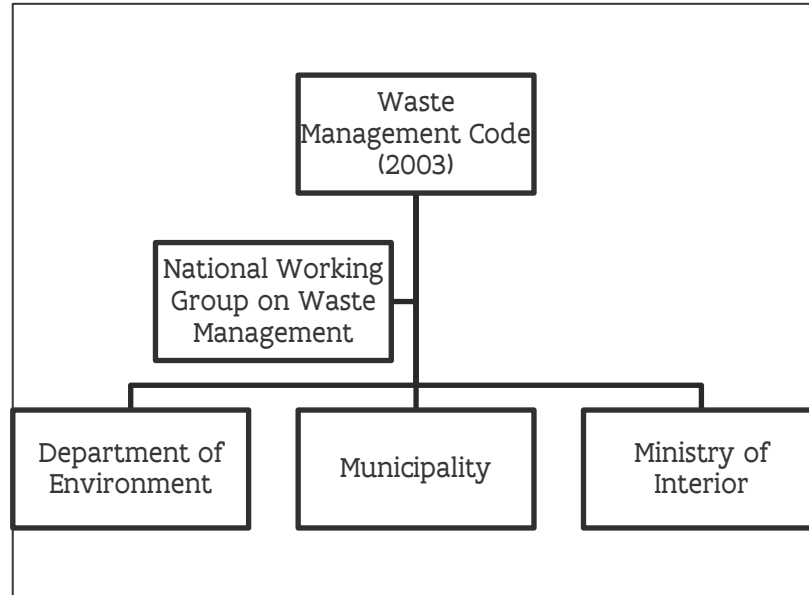 Waste
Management Code
(2003)
National Working
Group on Waste
Management
Department of
Environment
Municipality
Ministry of
Interior